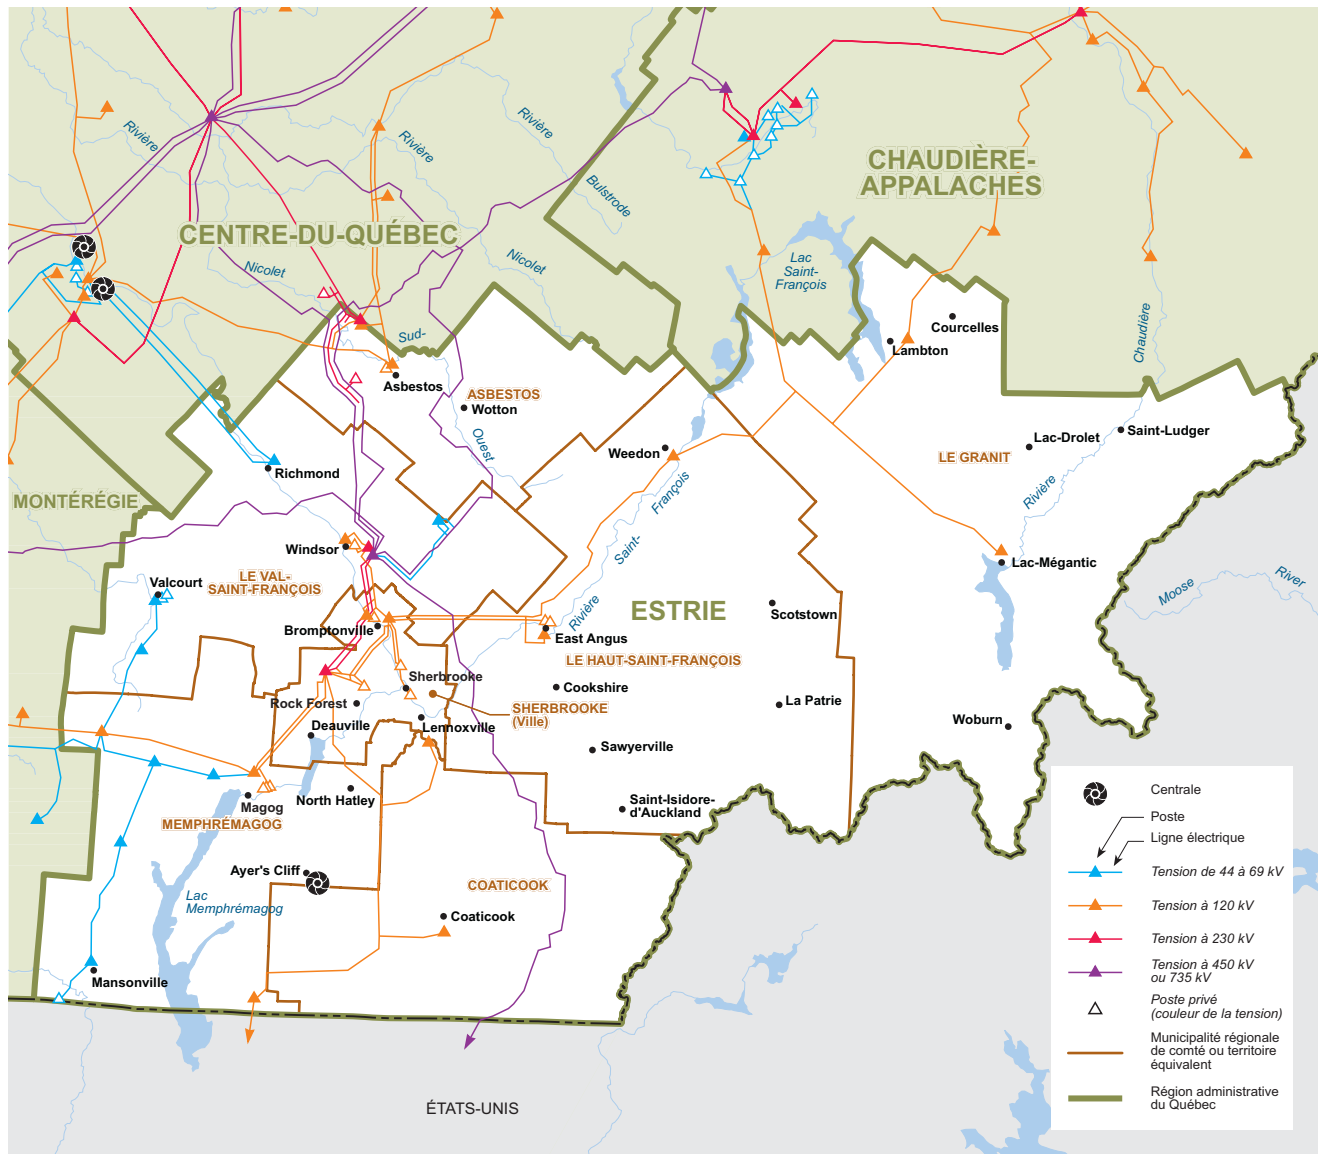 Rivière
Rivière
Rivière
Bulstrode
CHAUDIÈRE-
APPALACHES
CENTRE-DU-QUÉBEC
Nicolet
Nicolet
Lac
Saint-
François
Chaudière
Sud-
Courcelles
Lambton
Asbestos
ASBESTOS
Wotton
Ouest
Saint-Ludger
Lac-Drolet
Weedon
LE GRANIT
Richmond
MONTÉRÉGIE
François
Rivière
Saint-
Windsor
Lac-Mégantic
LE VAL-
SAINT-FRANÇOIS
Valcourt
Moose
River
Rivière
ESTRIE
Scotstown
Bromptonville
East Angus
LE HAUT-SAINT-FRANÇOIS
Sherbrooke
Cookshire
Rock Forest
SHERBROOKE
(Ville)
La Patrie
Deauville
Lennoxville
Woburn
Sawyerville
Magog
North Hatley
Saint-Isidore-
d'Auckland
MEMPHRÉMAGOG
Ayer's Cliff
COATICOOK
Lac
Memphrémagog
Coaticook
Mansonville
ÉTATS-UNIS
Centrale
Poste
Ligne électrique
Tension de 44 à 69 kV
Tension à 120 kV
Tension à 230 kV
Tension à 450 kV
ou 735 kV
Poste privé
(couleur de la tension)
Municipalité régionale
de comté ou territoire
équivalent
Région administrative
du Québec